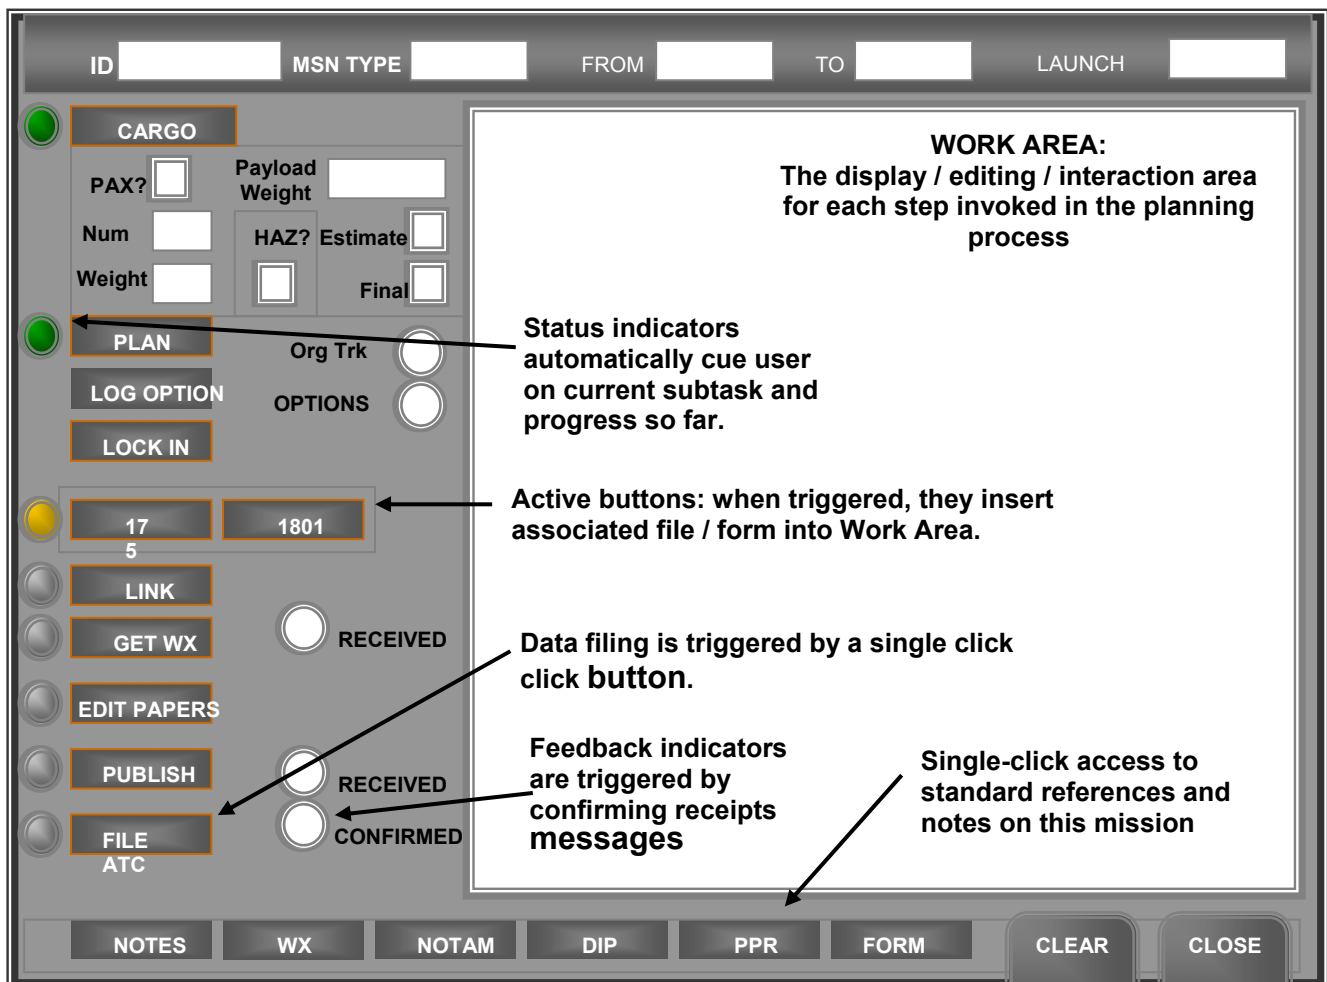 ID MSN TYPE FROM TO LAUNCH
CARGO
PAX?
Payload
Weight
Num
HAZ? Estimate
Weight
Final
PLAN
Org Trk
LOG OPTION
OPTIONS
LOCK IN
17
5
1801
LINK
GET WX
RECEIVED
EDIT PAPERS
PUBLISH
RECEIVED
FILE
ATC
CONFIRMED
WORK AREA:
The display / editing / interaction area
for each step invoked in the planning
process
Status indicators
automatically cue user
on current subtask and
progress so far.
Active buttons: when triggered, they insert
associated file / form into Work Area.
Data filing is triggered by a single click
click button.
Feedback indicators
are triggered by
confirming receipts
messages
Single-click access to
standard references and
notes on this mission
NOTES WX NOTAM DIP PPR FORM CLEAR CLOSE